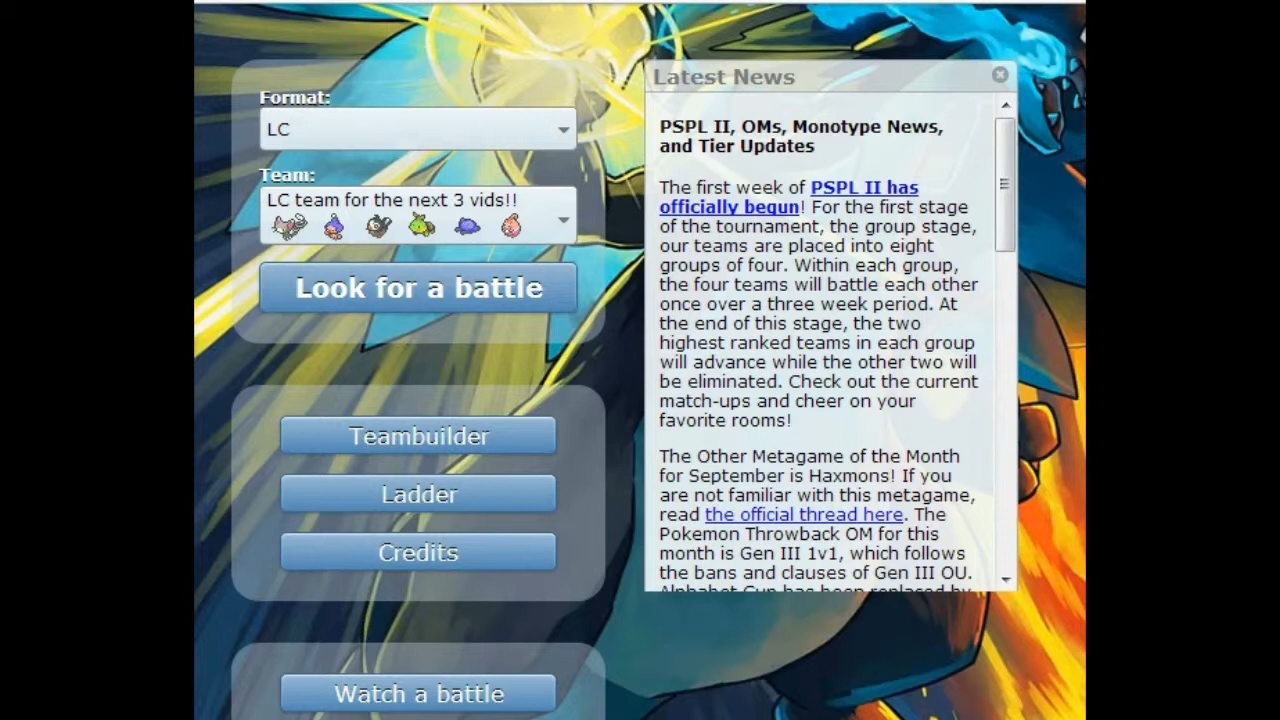 Format:
LC
Team:
LC team for the next 3 vids!!
Look for a battle
Teambuilder
Ladder
Credits
Watch a battle
Latest News
PSPL II, OMs, Monotype News,
and Tier Updates
The first week of PSPL II has
officially begun! For the first stage
of the tournament, the group stage,
our teams are placed into eight
groups of four. Within each group,
the four teams will battle each other
once over a three week period. At
the end of this stage, the two
highest ranked teams in each group
will advance while the other two will
be eliminated. Check out the current
match-ups and cheer on your
favorite rooms!
The Other Metagame of the Month
for September is Haxmons! If you
are not familiar with this metagame,
read the official thread here. The
Pokemon Throwback OM for this
month is Gen III 1v1, which follows
the bans and clauses of Gen III OU.
Alphabet Cup has been replaced by